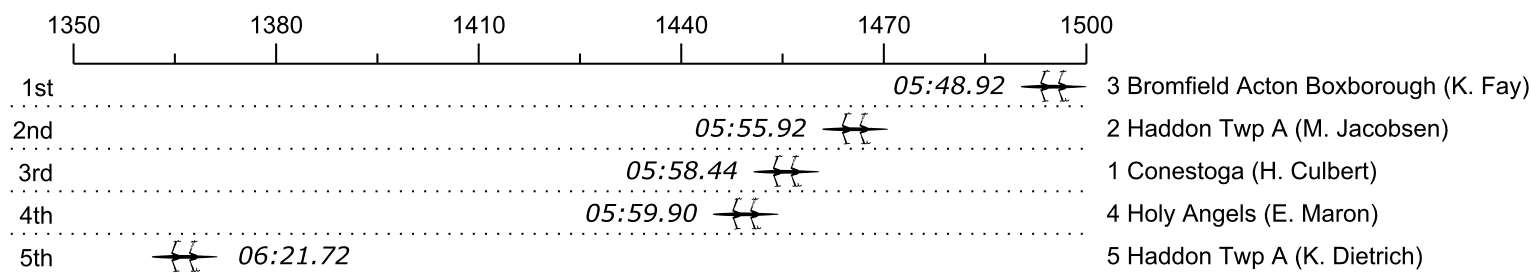 1350 1380 1410 1440 1470 1500
1st 05:48.92 3 Bromfield Acton Boxborough (K. Fay)
2nd 05:55.92 2 Haddon Twp A (M. Jacobsen)
3rd 05:58.44 1 Conestoga (H. Culbert)
4th 05:59.90 4 Holy Angels (E. Maron)
5th 06:21.72 5 Haddon Twp A (K. Dietrich)